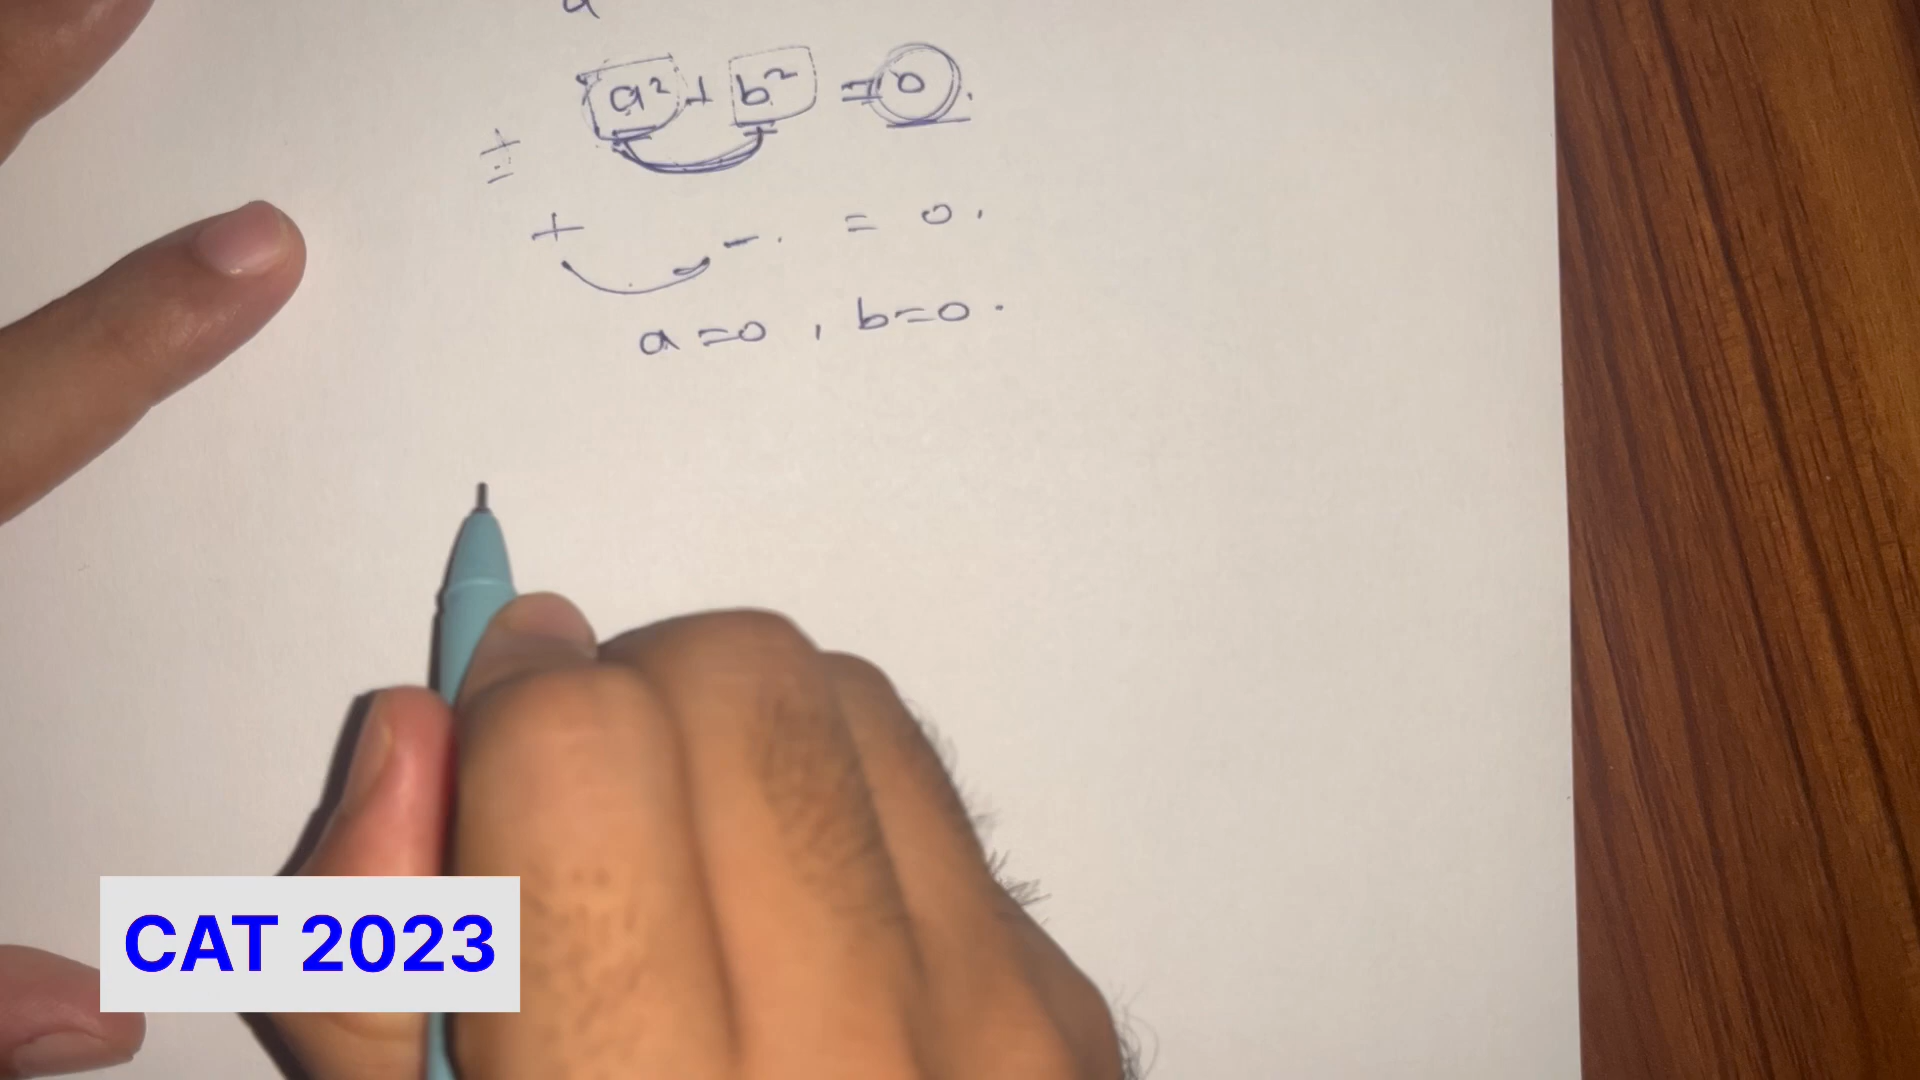 a
a² + b² = 0.
±
+ - . = 0.
a = 0 , b = 0 .
CAT 2023